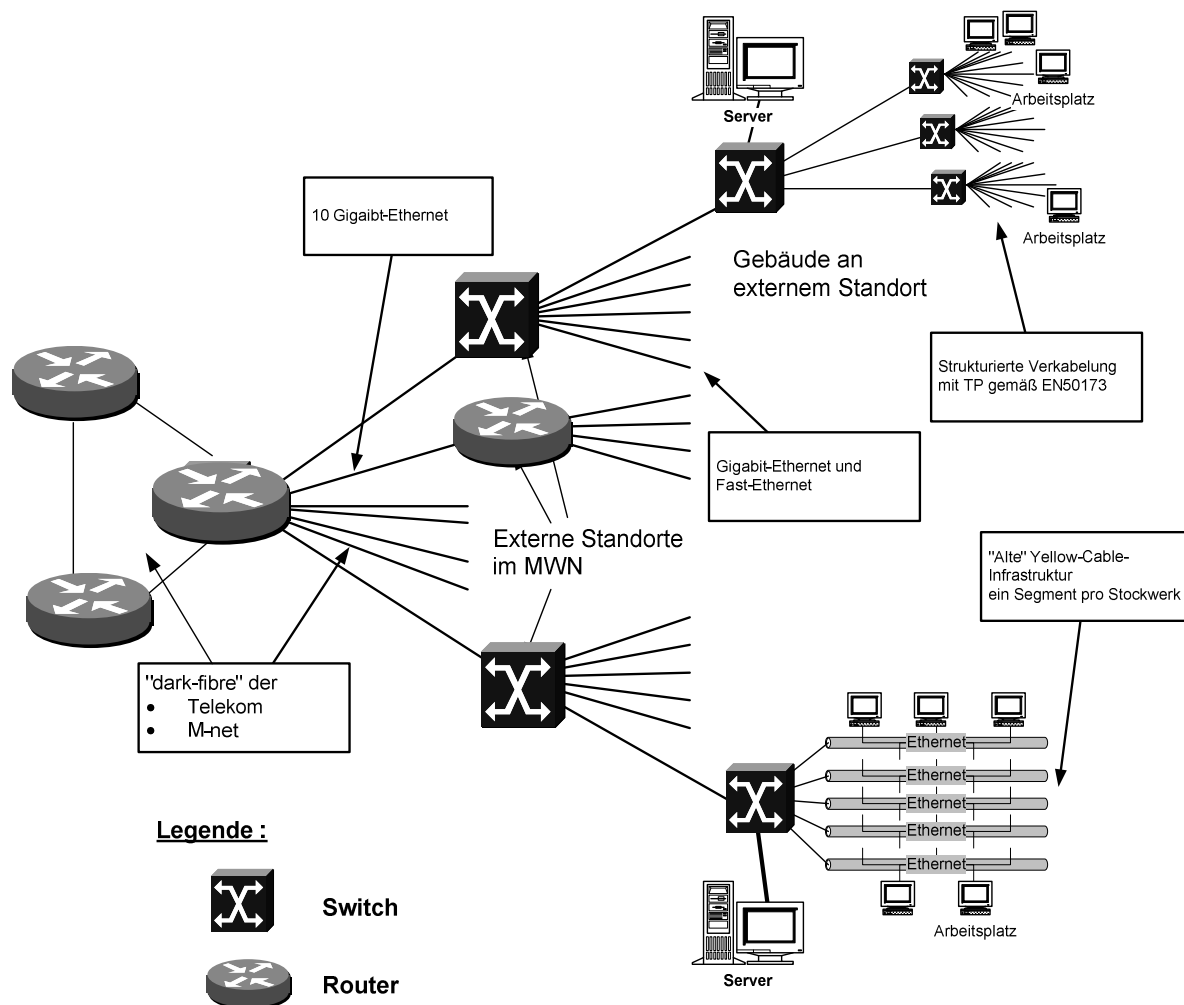 Server
Arbeitsplatz
Arbeitsplatz
10 Gigaibt-Ethernet
Gebäude an
externem Standort
Strukturierte Verkabelung
mit TP gemäß EN50173
Gigabit-Ethernet und
Fast-Ethernet
Externe Standorte
im MWN
"Alte" Yellow-Cable-
Infrastruktur
ein Segment pro Stockwerk
"dark-fibre" der
• Telekom
• M-net
Ethernet
Ethernet
Ethernet
Ethernet
Ethernet
Arbeitsplatz
Server
Legende :
Switch
Router